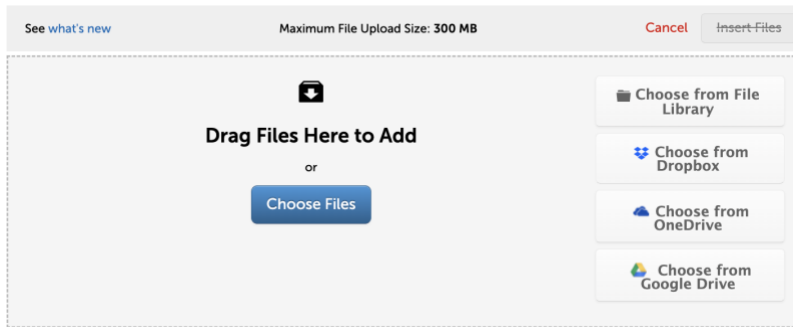 See what's new
Maximum File Upload Size: 300 MB
Cancel
Insert Files
Drag Files Here to Add
or
Choose Files
Choose from File
Library
Choose from
Dropbox
Choose from
OneDrive
Choose from
Google Drive